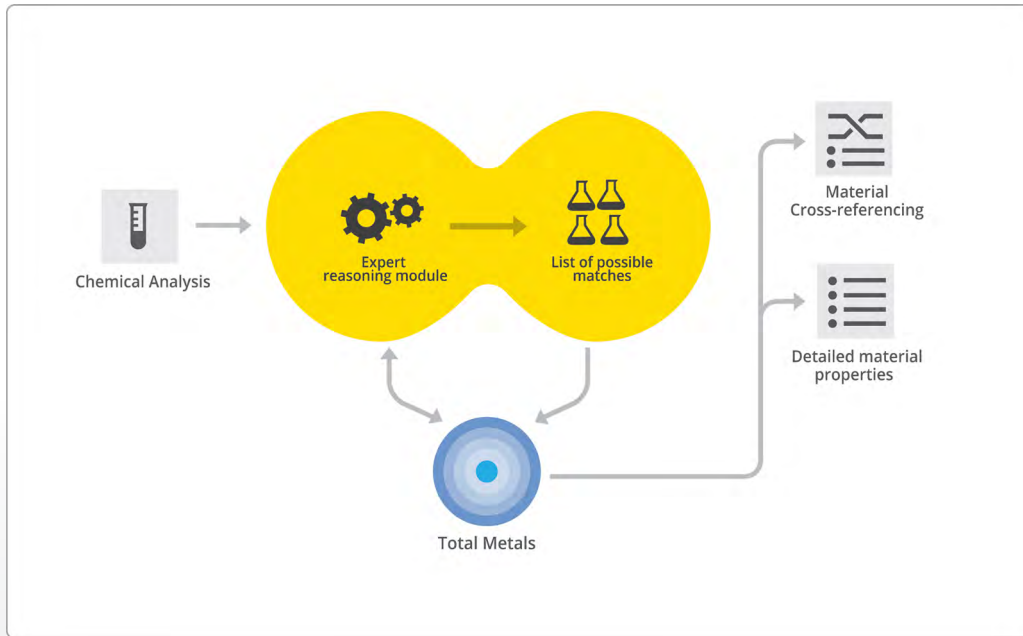 Chemical Analysis
Expert
reasoning module
List of possible
matches
Total Metals
Material
Cross-referencing
Detailed material
properties